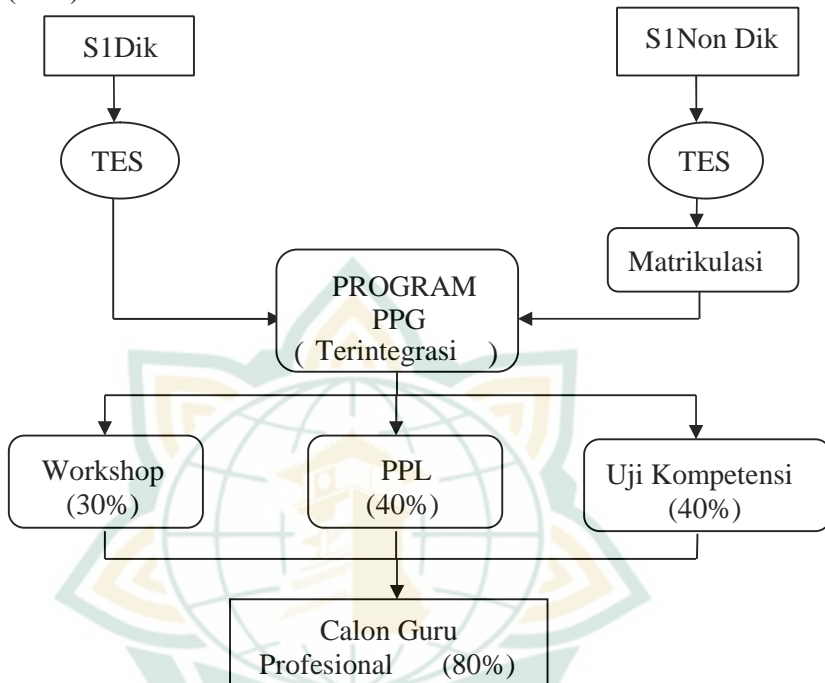 S1Dik
S1Non Dik
TES
TES
Matrikulasi
PROGRAM
PPG
( Terintegrasi )
Workshop
(30%)
PPL
(40%)
Uji Kompetensi
(40%)
Calon Guru
Profesional (80%)